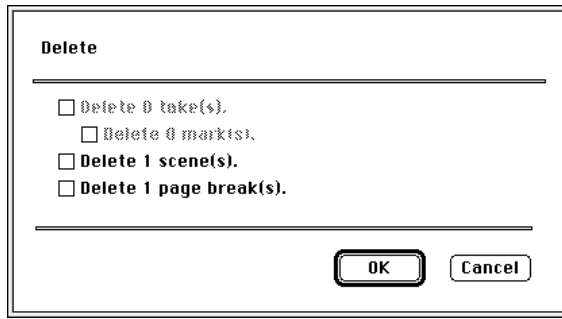 Delete
Delete 0 take(s).
Delete 0 mark(s).
Delete 1 scene(s).
Delete 1 page break(s).
OK
Cancel